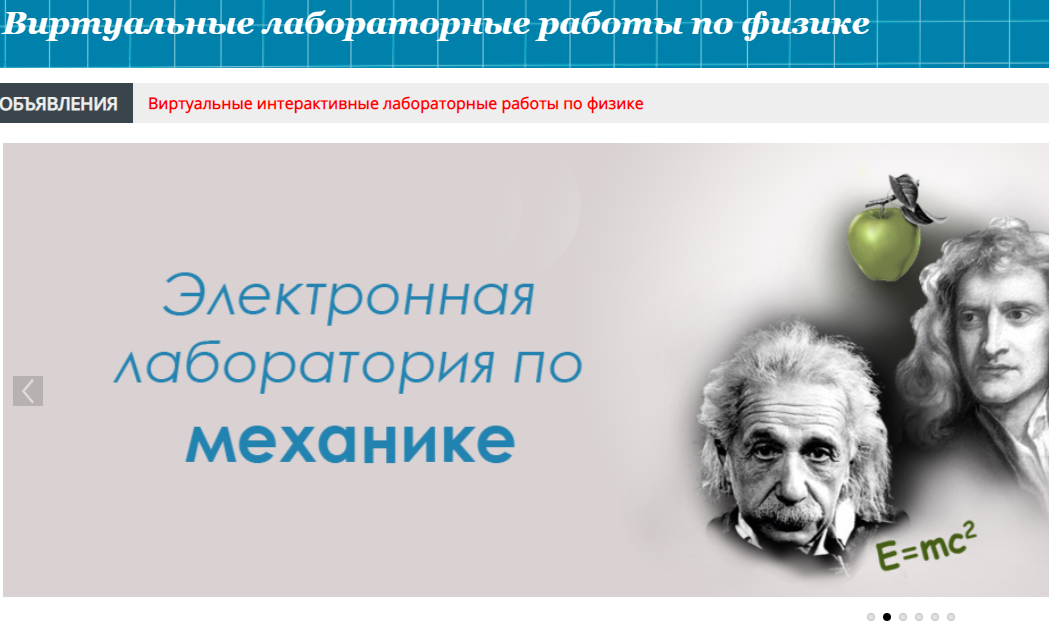 Виртуальные лабораторные работы по физике
ОБЪЯВЛЕНИЯ Виртуальные интерактивные лабораторные работы по физике
Электронная
лаборатория по
механике
E=mc²